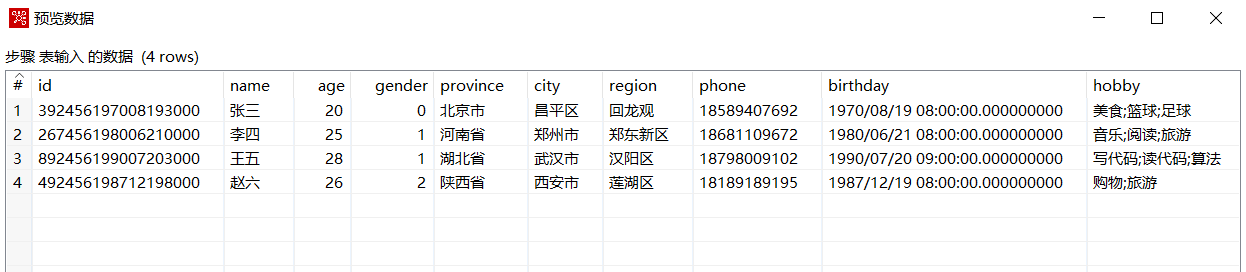 预览数据
步骤 表输入 的数据 (4 rows)
# id name age gender province city region phone birthday hobby
1 392456197008193000 张三 20 0 北京市 昌平区 回龙观 18589407692 1970/08/19 08:00:00.000000000 美食;篮球;足球
2 267456198006210000 李四 25 1 河南省 郑州市 郑东新区 18681109672 1980/06/21 08:00:00.000000000 音乐;阅读;旅游
3 892456199007203000 王五 28 1 湖北省 武汉市 汉阳区 18798009102 1990/07/20 09:00:00.000000000 写代码;读代码;算法
4 492456198712198000 赵六 26 2 陕西省 西安市 莲湖区 18189189195 1987/12/19 08:00:00.000000000 购物;旅游